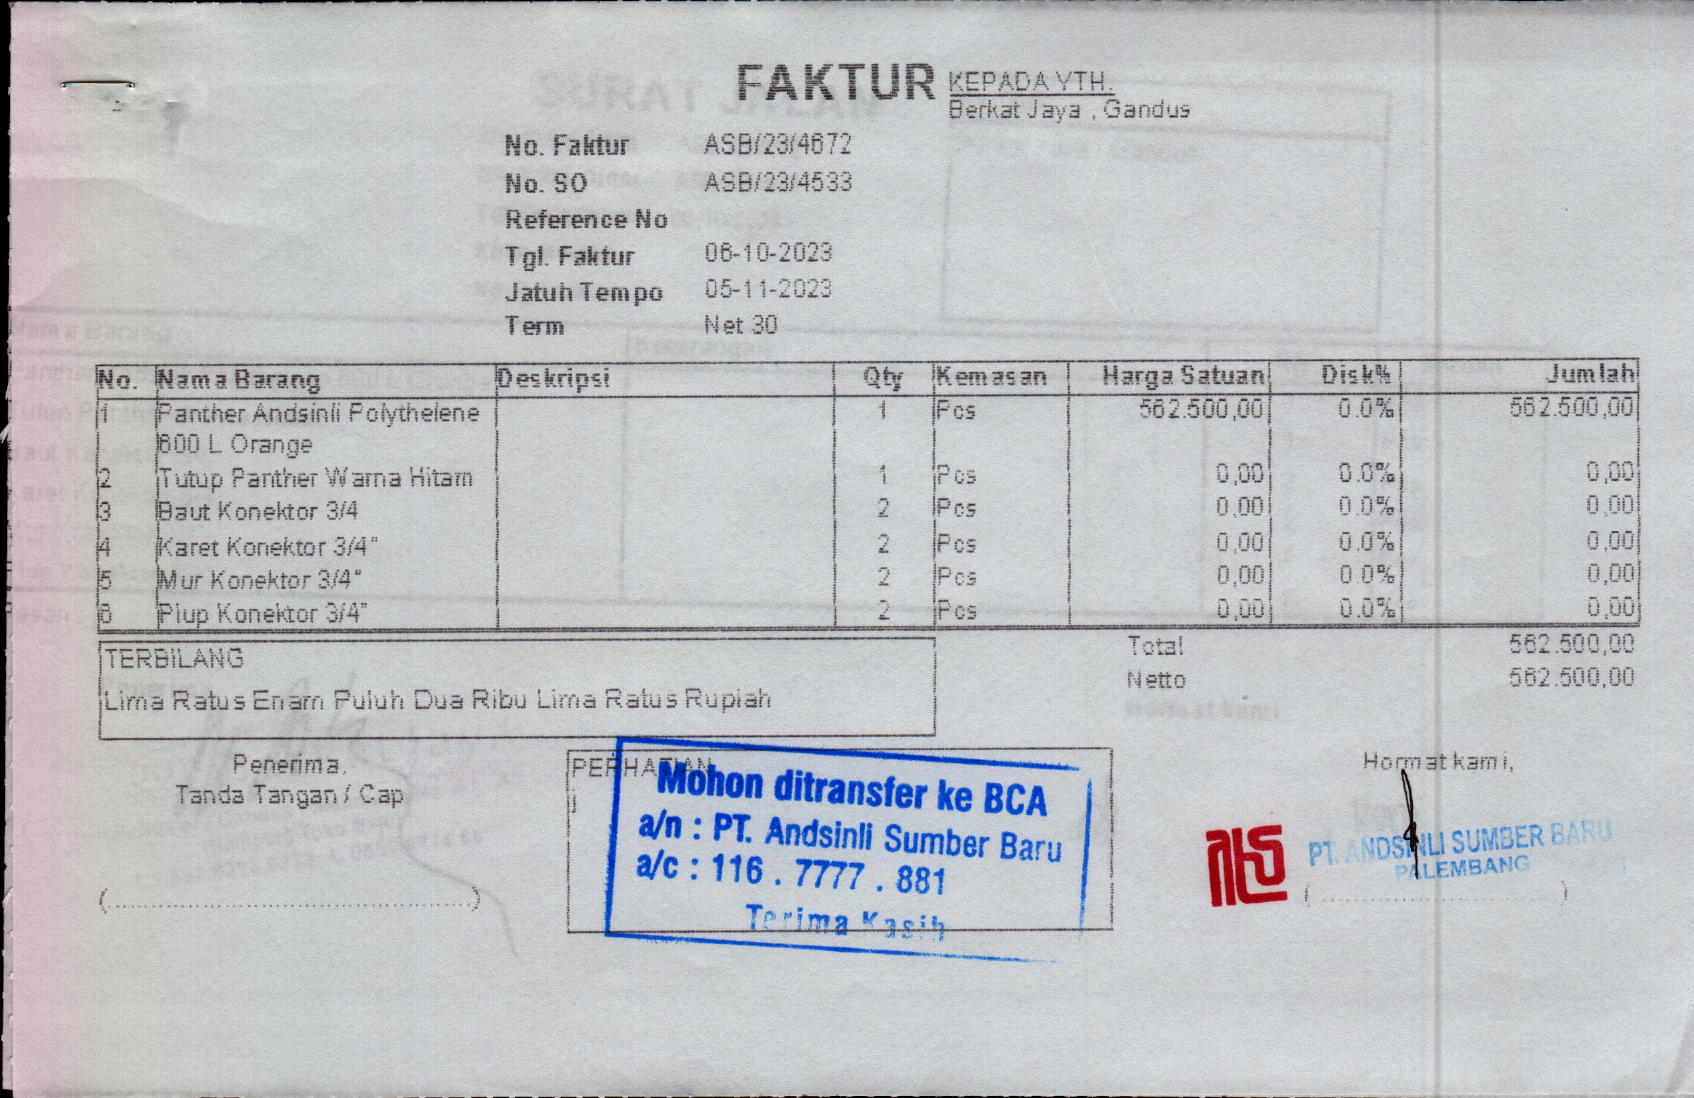 FAKTUR
KEPADA YTH.
Berkat Jaya , Gandus
No. Faktur ASB/23/4672
No. SO ASB/23/4533
Reference No
Tgl. Faktur 06-10-2023
Jatuh Tempo 05-11-2023
Term Net 30
No. Nama Barang Deskripsi Qty Kemasan Harga Satuan Disk% Jumlah
1 Panther Andsinli Polythelene 1 Pcs 562.500,00 0.0% 562.500,00
600 L Orange
2 Tutup Panther Warna Hitam 1 Pcs 0,00 0.0% 0,00
3 Baut Konektor 3/4 2 Pcs 0,00 0.0% 0,00
4 Karet Konektor 3/4" 2 Pcs 0,00 0.0% 0,00
5 Mur Konektor 3/4" 2 Pcs 0,00 0.0% 0,00
6 Plup Konektor 3/4" 2 Pcs 0,00 0.0% 0,00
Total 562.500,00
Netto 562.500,00
TERBILANG
Lima Ratus Enam Puluh Dua Ribu Lima Ratus Rupiah
Penerima,
Tanda Tangan / Cap
(..............................)
PERHATIAN
Mohon ditransfer ke BCA
a/n : PT. Andsinli Sumber Baru
a/c : 116 . 7777 . 881
Terima Kasih
Hormat kami,
PT. ANDSINLI SUMBER BARU
PALEMBANG
(..............................)